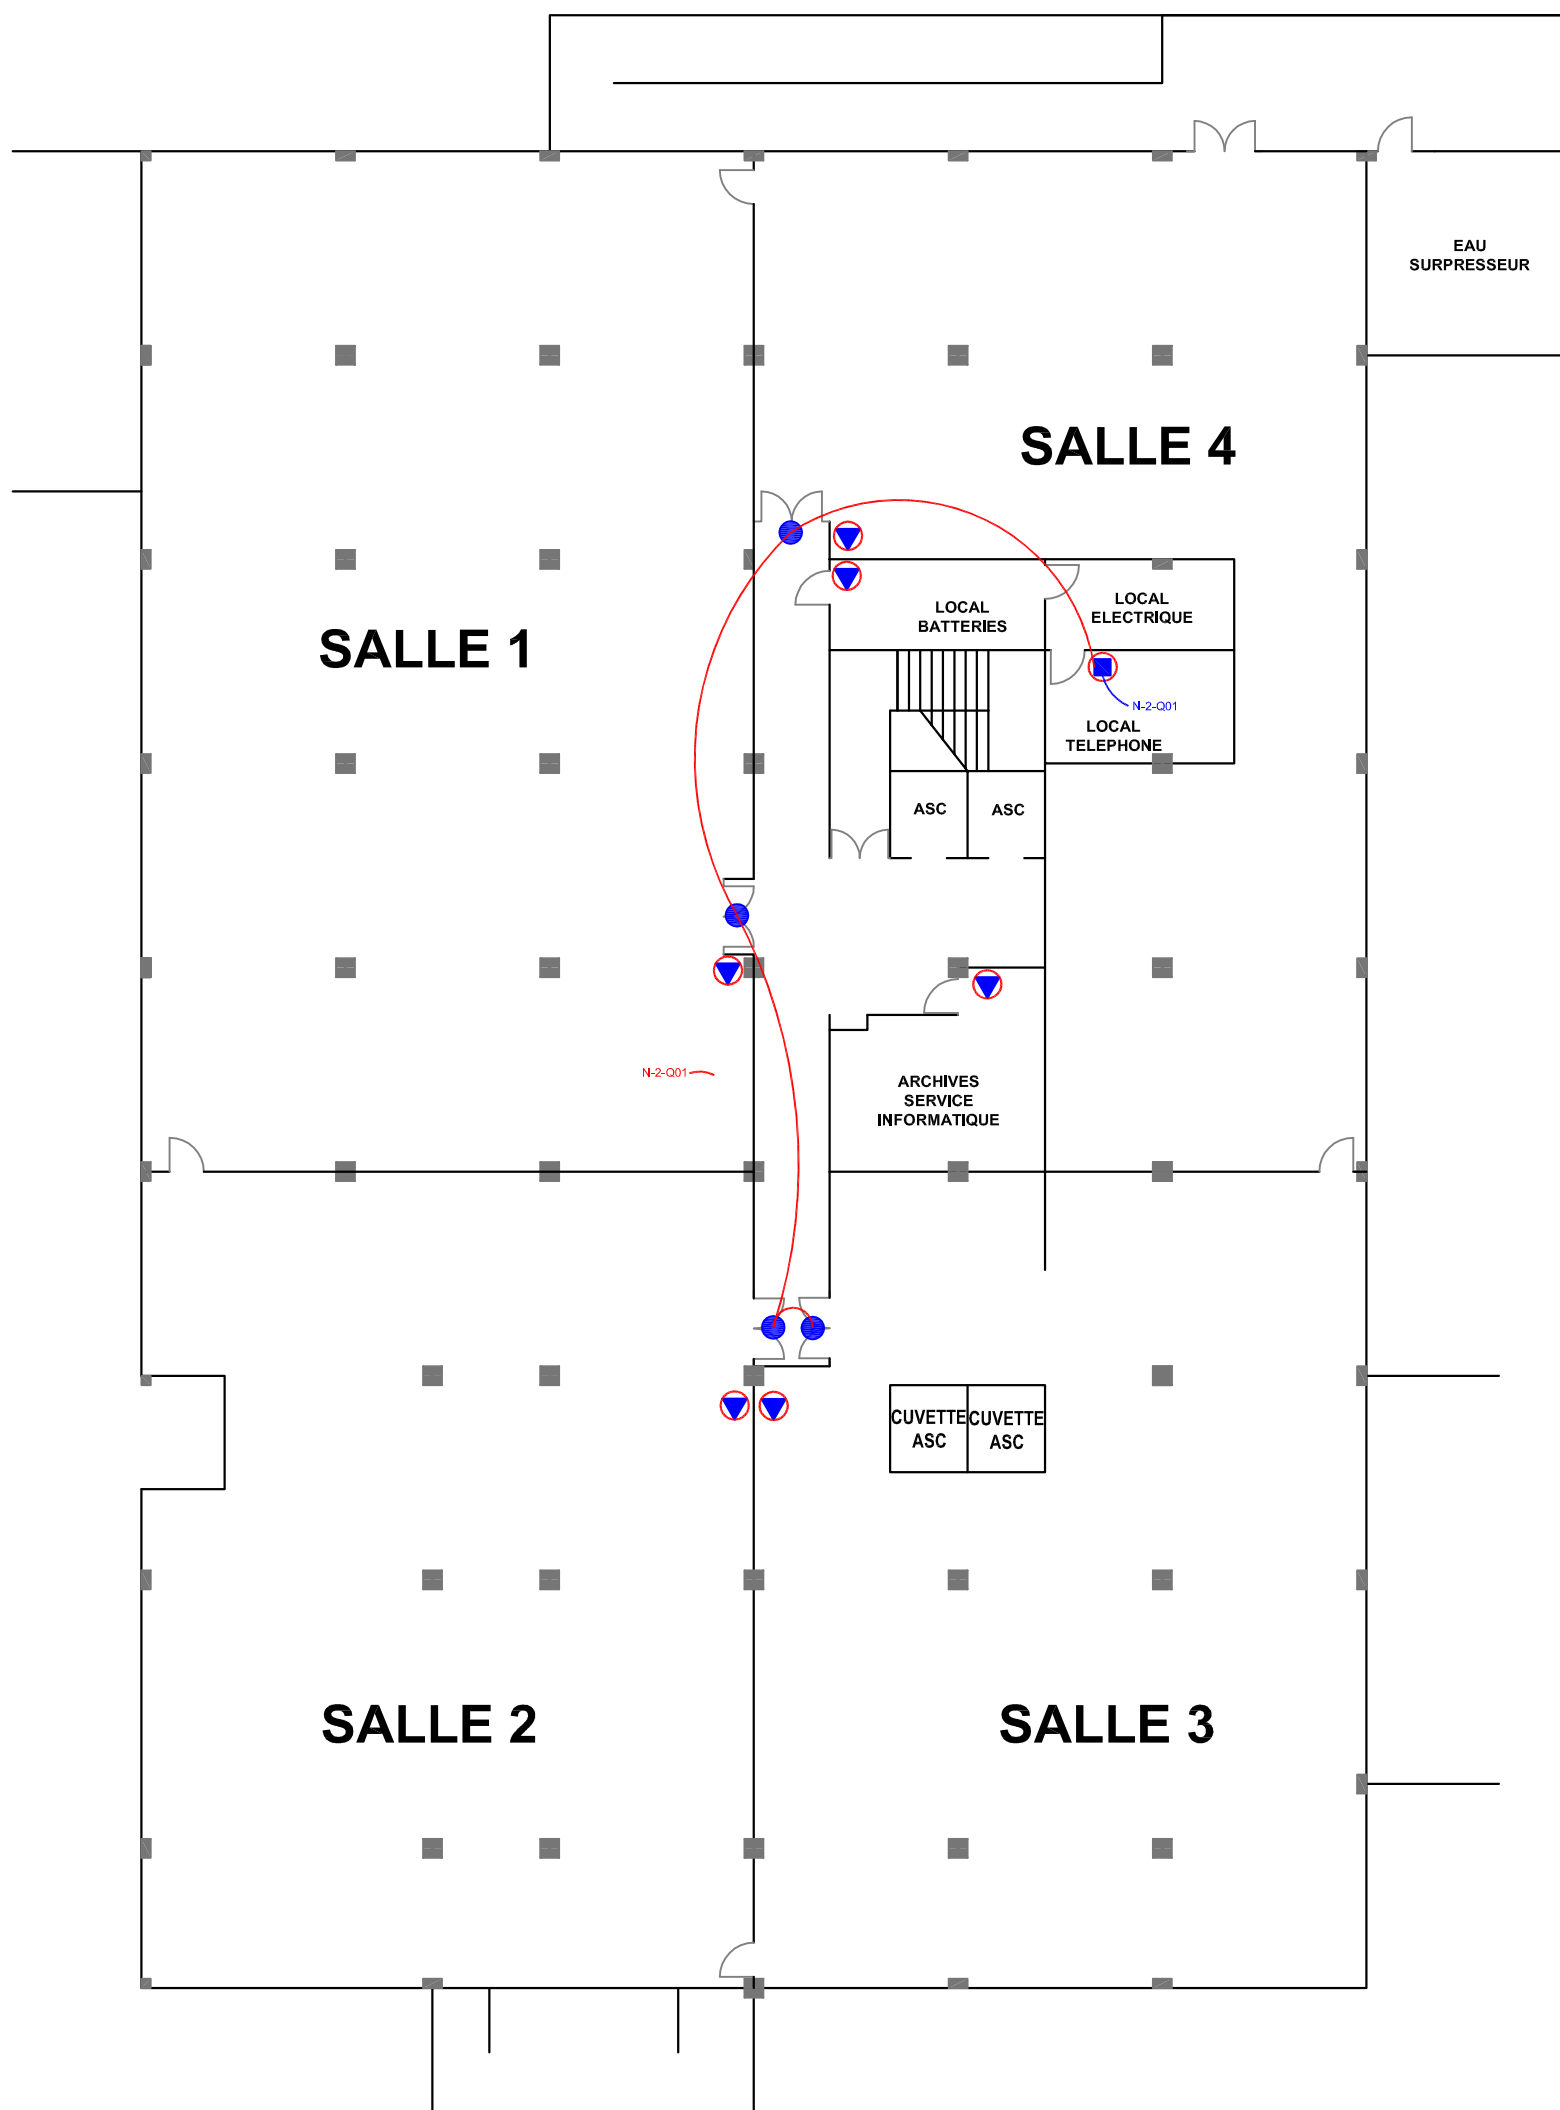 EAU
SURPRESSEUR
SALLE 4
SALLE 1
LOCAL
BATTERIES
LOCAL
ELECTRIQUE
N-2-Q01
LOCAL
TELEPHONE
ASC
ASC
N-2-Q01
ARCHIVES
SERVICE
INFORMATIQUE
CUVETTE
ASC
CUVETTE
ASC
SALLE 2
SALLE 3